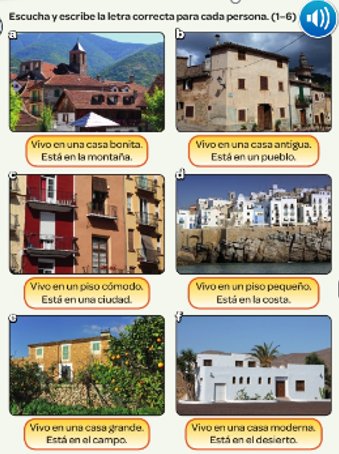 Escucha y escribe la letra correcta para cada persona. (1–6)
a
b
Vivo en una casa bonita.
Está en la montaña.
Vivo en una casa antigua.
Está en un pueblo.
c
d
Vivo en un piso cómodo.
Está en una ciudad.
Vivo en un piso pequeño.
Está en la costa.
e
f
Vivo en una casa grande.
Está en el campo.
Vivo en una casa moderna.
Está en el desierto.